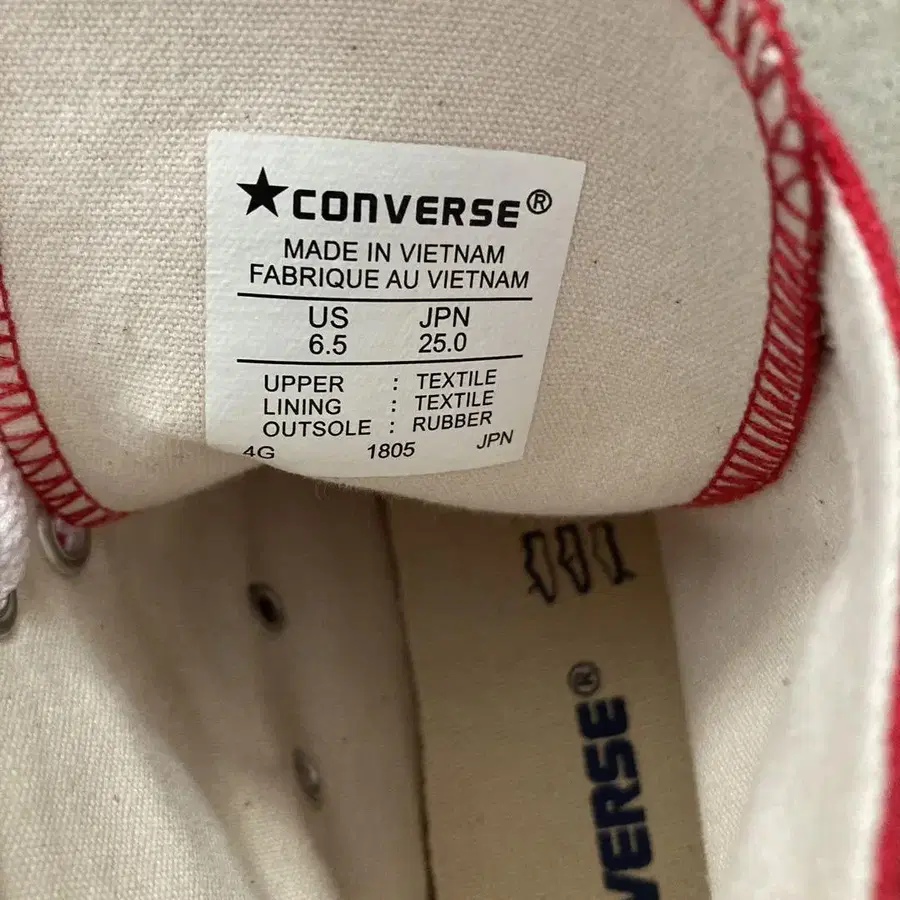 ★CONVERSE®
MADE IN VIETNAM
FABRIQUE AU VIETNAM
US JPN
6.5 25.0
UPPER : TEXTILE
LINING : TEXTILE
OUTSOLE : RUBBER
4G 1805 JPN
VERSE®